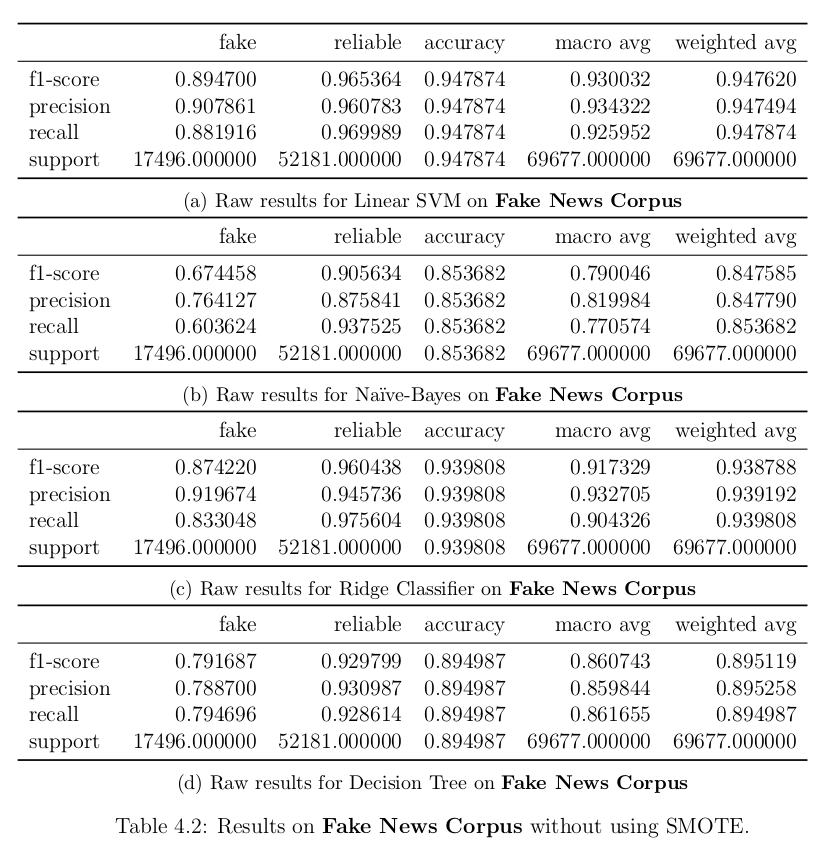 fake reliable accuracy macro avg weighted avg
f1-score 0.894700 0.965364 0.947874 0.930032 0.947620
precision 0.907861 0.960783 0.947874 0.934322 0.947494
recall 0.881916 0.969989 0.947874 0.925952 0.947874
support 17496.000000 52181.000000 0.947874 69677.000000 69677.000000
(a) Raw results for Linear SVM on Fake News Corpus
fake reliable accuracy macro avg weighted avg
f1-score 0.674458 0.905634 0.853682 0.790046 0.847585
precision 0.764127 0.875841 0.853682 0.819984 0.847790
recall 0.603624 0.937525 0.853682 0.770574 0.853682
support 17496.000000 52181.000000 0.853682 69677.000000 69677.000000
(b) Raw results for Naïve-Bayes on Fake News Corpus
fake reliable accuracy macro avg weighted avg
f1-score 0.874220 0.960438 0.939808 0.917329 0.938788
precision 0.919674 0.945736 0.939808 0.932705 0.939192
recall 0.833048 0.975604 0.939808 0.904326 0.939808
support 17496.000000 52181.000000 0.939808 69677.000000 69677.000000
(c) Raw results for Ridge Classifier on Fake News Corpus
fake reliable accuracy macro avg weighted avg
f1-score 0.791687 0.929799 0.894987 0.860743 0.895119
precision 0.788700 0.930987 0.894987 0.859844 0.895258
recall 0.794696 0.928614 0.894987 0.861655 0.894987
support 17496.000000 52181.000000 0.894987 69677.000000 69677.000000
(d) Raw results for Decision Tree on Fake News Corpus
Table 4.2: Results on Fake News Corpus without using SMOTE.